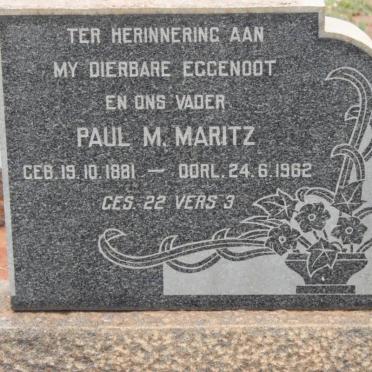 TER HERINNERING AAN
MY DIERBARE EGGENOOT
EN ONS VADER
PAUL M. MARITZ
GEB. 19.10.1881 — OORL. 24.6.1962
GES. 22 VERS 3